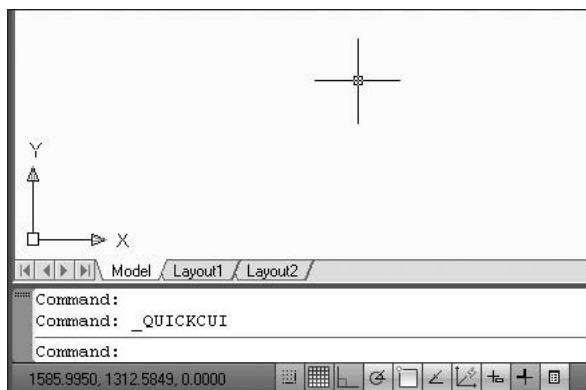 Y
X
Model Layout1 Layout2
Command:
Command: _QUICKCUI
Command:
1585.9950, 1312.5849, 0.0000